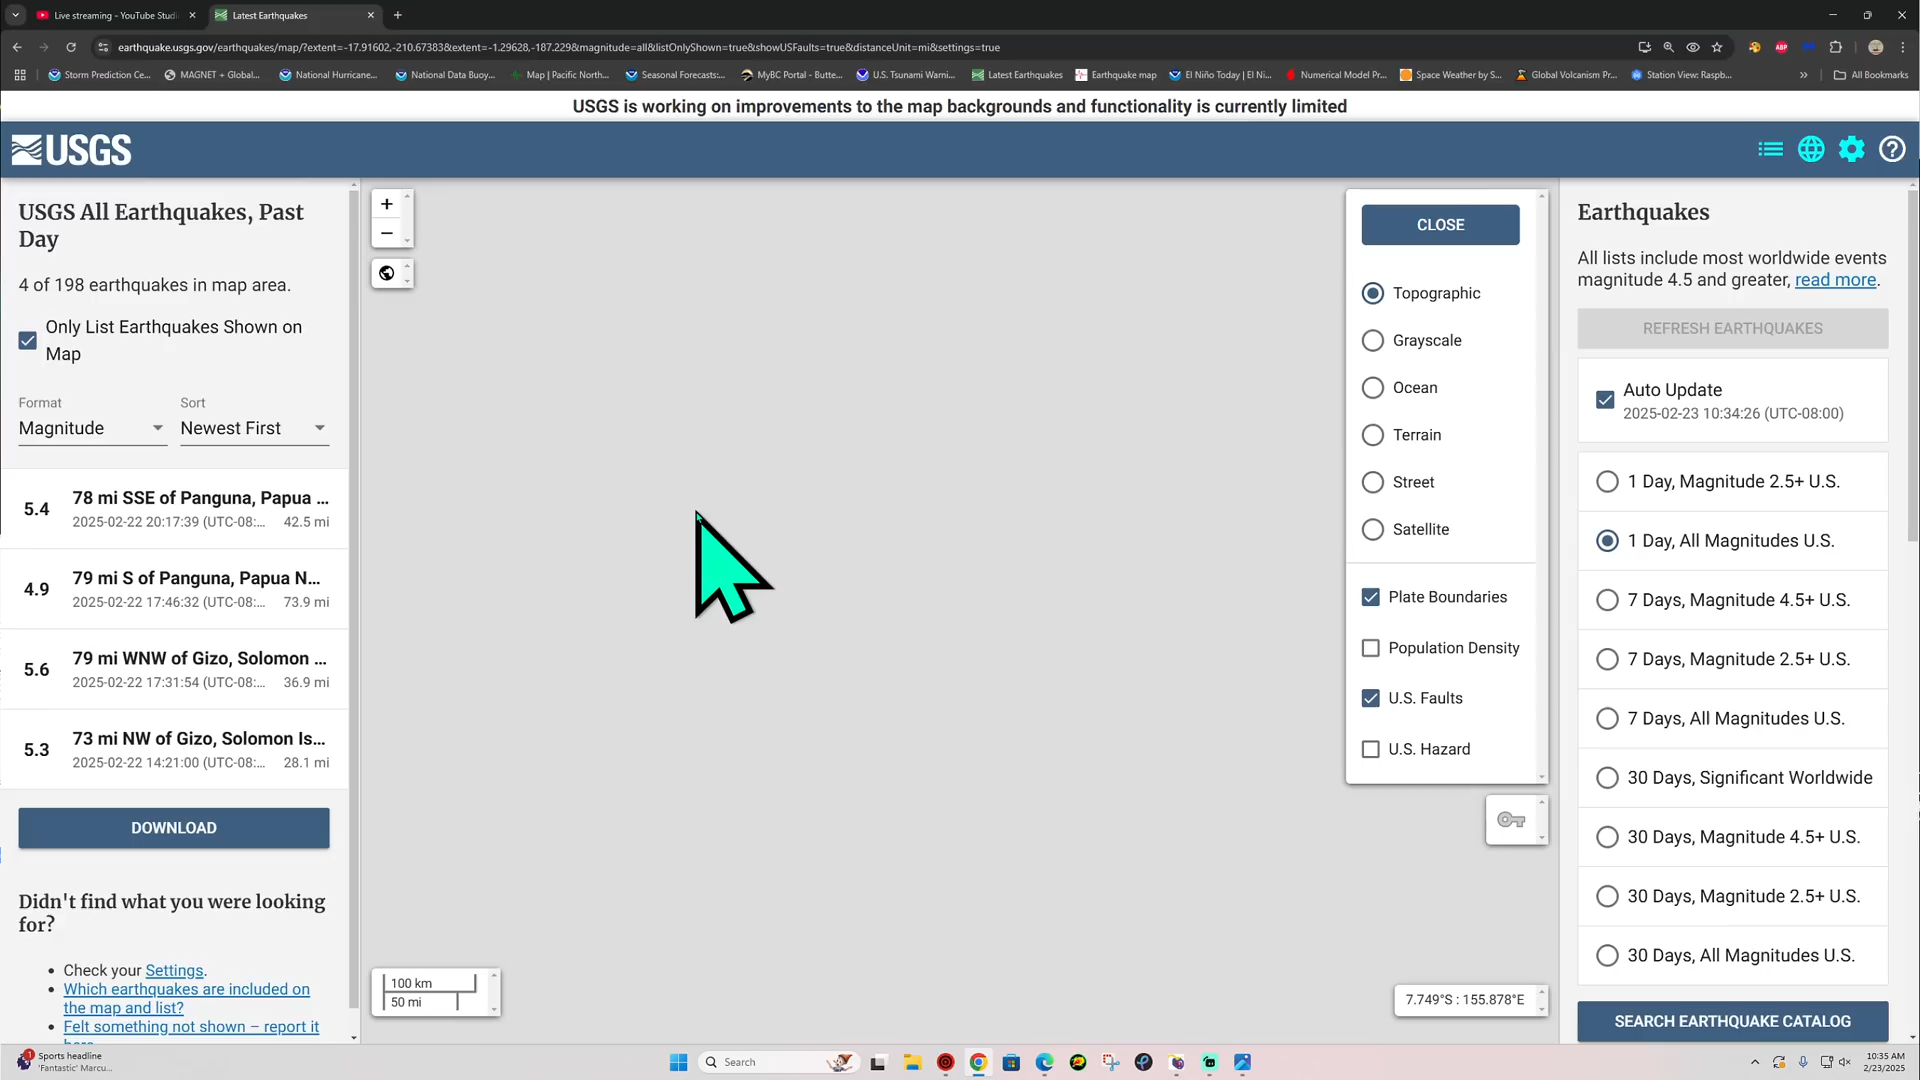 Live streaming - YouTube Studi
Latest Earthquakes
earthquake.usgs.gov/earthquakes/map/?extent=-17.91602,-210.67383&extent=-1.29628,-187.229&magnitude=all&listOnlyShown=true&showUSFaults=true&distanceUnit=mi&settings=true
Storm Prediction Ce...
MAGNET + Global...
National Hurricane...
National Data Buoy...
Map | Pacific North...
Seasonal Forecasts:...
MyBC Portal - Butte...
U.S. Tsunami Warni...
Latest Earthquakes
Earthquake map
El Niño Today | El Ni...
Numerical Model Pr...
Space Weather by S...
Global Volcanism Pr...
Station View: Raspb...
All Bookmarks
USGS is working on improvements to the map backgrounds and functionality is currently limited
USGS
USGS All Earthquakes, Past
Day
4 of 198 earthquakes in map area.
Only List Earthquakes Shown on
Map
Format
Sort
Magnitude
Newest First
5.4
78 mi SSE of Panguna, Papua ...
2025-02-22 20:17:39 (UTC-08:...
42.5 mi
4.9
79 mi S of Panguna, Papua N...
2025-02-22 17:46:32 (UTC-08:...
73.9 mi
5.6
79 mi WNW of Gizo, Solomon ...
2025-02-22 17:31:54 (UTC-08:...
36.9 mi
5.3
73 mi NW of Gizo, Solomon Is...
2025-02-22 14:21:00 (UTC-08:...
28.1 mi
DOWNLOAD
Didn't find what you were looking
for?
Check your Settings.
Which earthquakes are included on
the map and list?
Felt something not shown – report it
here.
+
−
100 km
50 mi
CLOSE
Topographic
Grayscale
Ocean
Terrain
Street
Satellite
Plate Boundaries
Population Density
U.S. Faults
U.S. Hazard
7.749°S : 155.878°E
Earthquakes
All lists include most worldwide events
magnitude 4.5 and greater, read more.
REFRESH EARTHQUAKES
Auto Update
2025-02-23 10:34:26 (UTC-08:00)
1 Day, Magnitude 2.5+ U.S.
1 Day, All Magnitudes U.S.
7 Days, Magnitude 4.5+ U.S.
7 Days, Magnitude 2.5+ U.S.
7 Days, All Magnitudes U.S.
30 Days, Significant Worldwide
30 Days, Magnitude 4.5+ U.S.
30 Days, Magnitude 2.5+ U.S.
30 Days, All Magnitudes U.S.
SEARCH EARTHQUAKE CATALOG
1
Sports headline
'Fantastic' Marcu...
Search
10:35 AM
2/23/2025
ABP